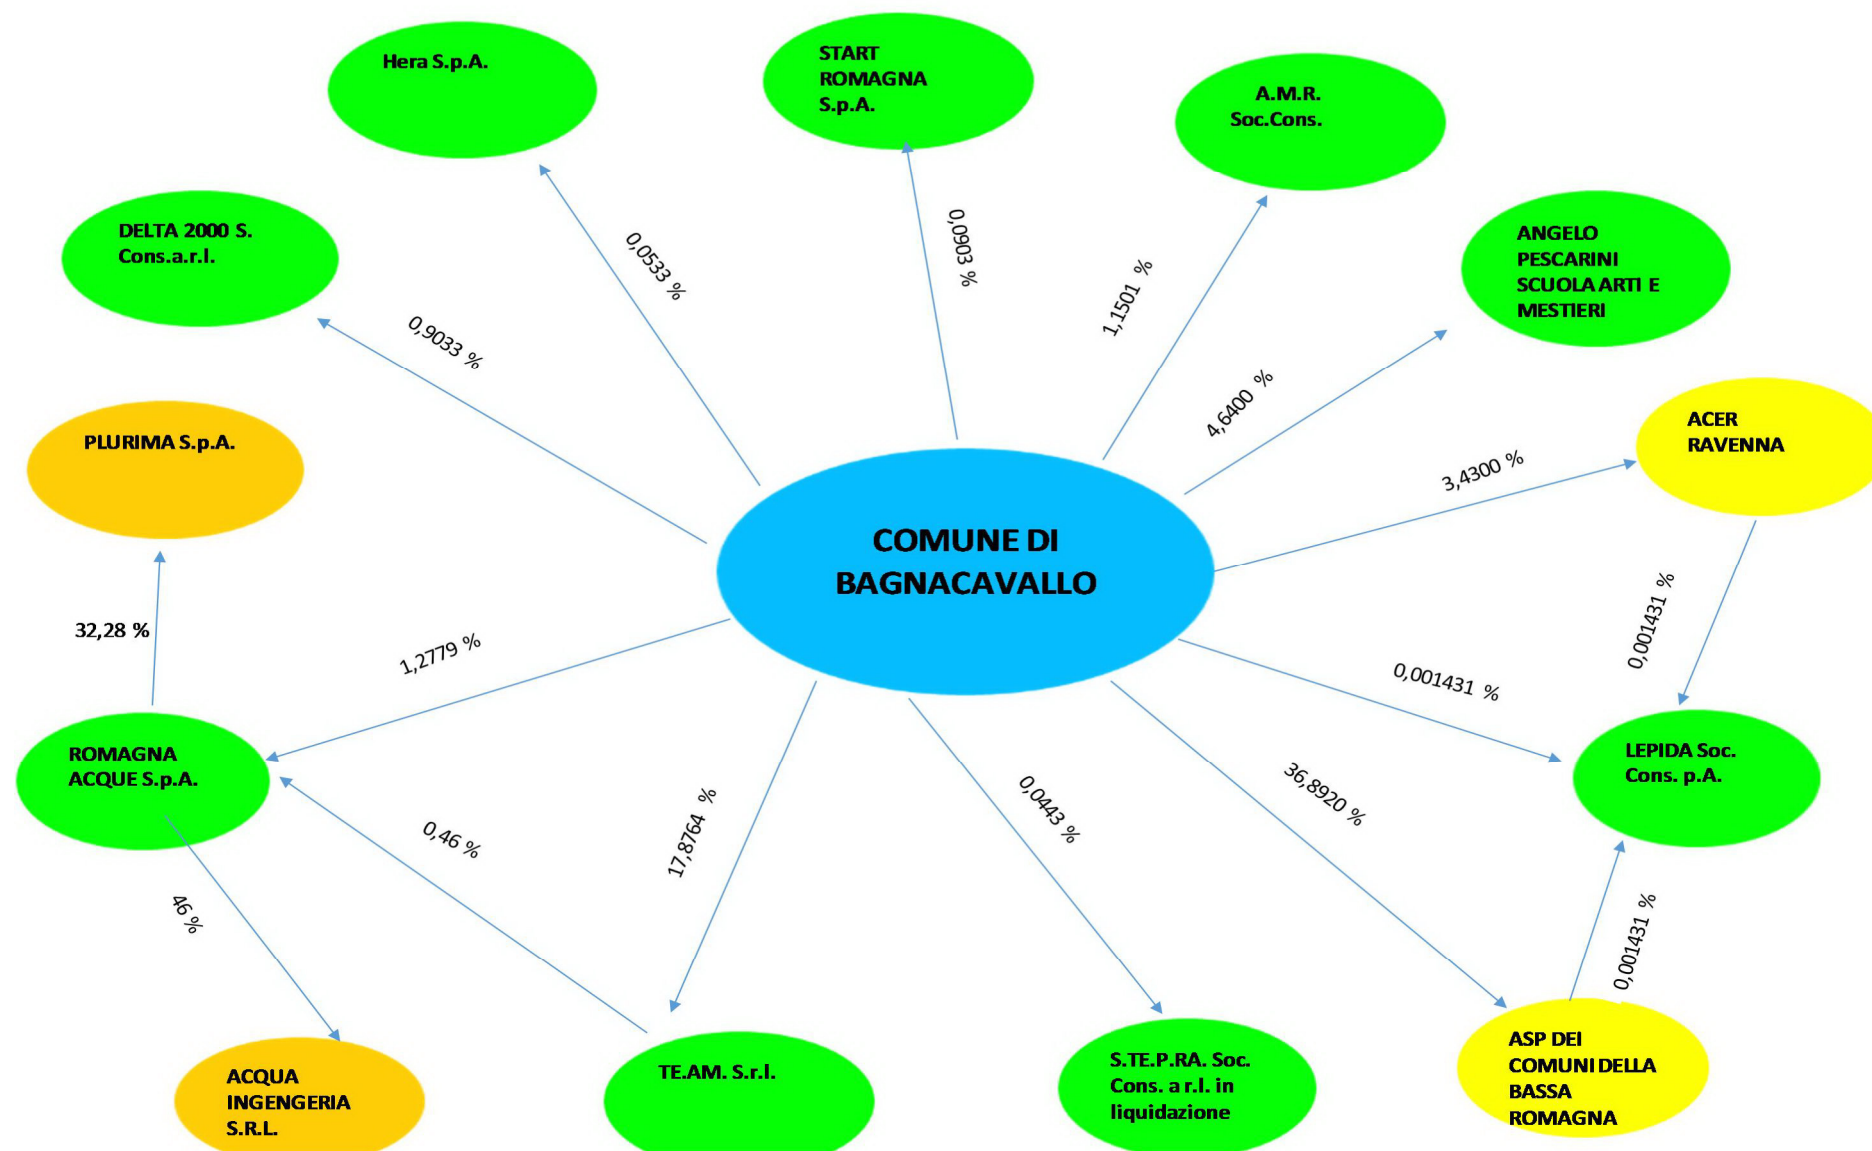 Hera S.p.A.
START
ROMAGNA
S.p.A.
A.M.R.
Soc.Cons.
DELTA 2000 S.
Cons.a.r.l.
ANGELO
PESCARINI
SCUOLA ARTI E
MESTIERI
0,0533 %
0,0903 %
1,1501 %
0,9033 %
4,6400 %
PLURIMA S.p.A.
ACER
RAVENNA
3,4300 %
COMUNE DI
BAGNACAVALLO
32,28 %
1,2779 %
0,001431 %
0,001431 %
ROMAGNA
ACQUE S.p.A.
LEPIDA Soc.
Cons. p.A.
0,46 %
17,8764 %
0,0443 %
36,8920 %
46 %
0,001431 %
ACQUA
INGENGERIA
S.R.L.
TE.AM. S.r.l.
S.TE.P.RA. Soc.
Cons. a r.l. in
liquidazione
ASP DEI
COMUNI DELLA
BASSA
ROMAGNA